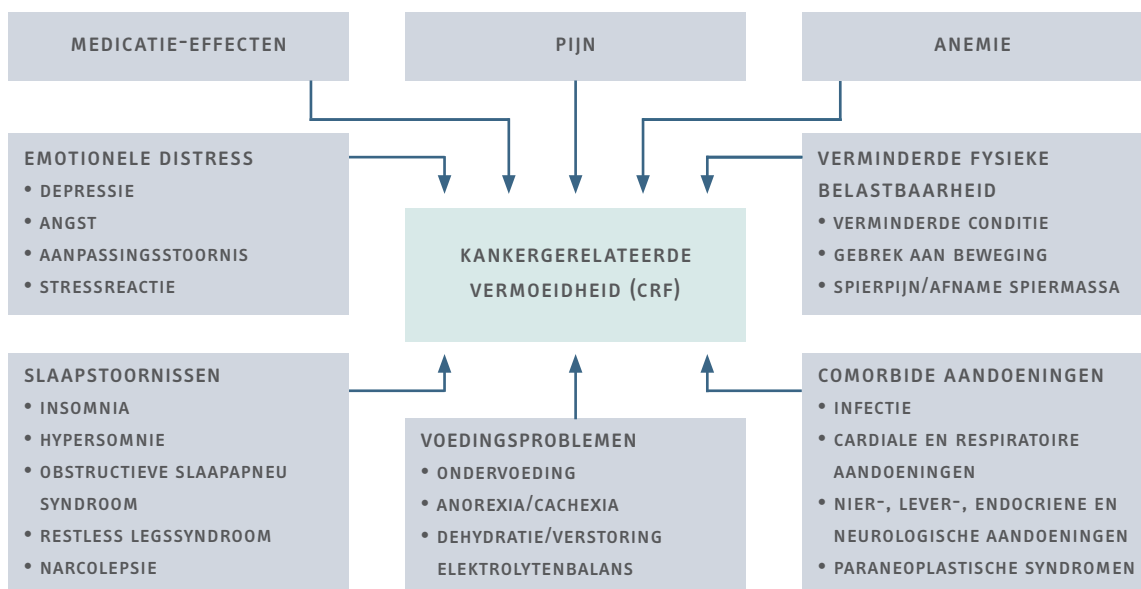 MEDICATIE-EFFECTEN
PIJN
ANEMIE
EMOTIONELE DISTRESS
• DEPRESSIE
• ANGST
• AANPASSINGSSTOORNIS
• STRESSREACTIE
KANKERGERELATEERDE
VERMOEIDHEID (CRF)
VERMINDERDE FYSIEKE
BELASTBAARHEID
• VERMINDERDE CONDITIE
• GEBREK AAN BEWEGING
• SPIERPIJN/AFNAME SPIERMASSA
SLAAPSTOORNISSEN
• INSOMNIA
• HYPERSOMNIE
• OBSTRUCTIEVE SLAAPAPNEU
SYNDROOM
• RESTLESS LEGSSYNDROOM
• NARCOLEPSIE
VOEDINGSPROBLEMEN
• ONDERVOEDING
• ANOREXIA/CACHEXIA
• DEHYDRATIE/VERSTORING
ELEKTROLYTENBALANS
COMORBIDE AANDOENINGEN
• INFECTIE
• CARDIALE EN RESPIRATOIRE
AANDOENINGEN
• NIER-, LEVER-, ENDOCRIENE EN
NEUROLOGISCHE AANDOENINGEN
• PARANEOPLASTISCHE SYNDROMEN